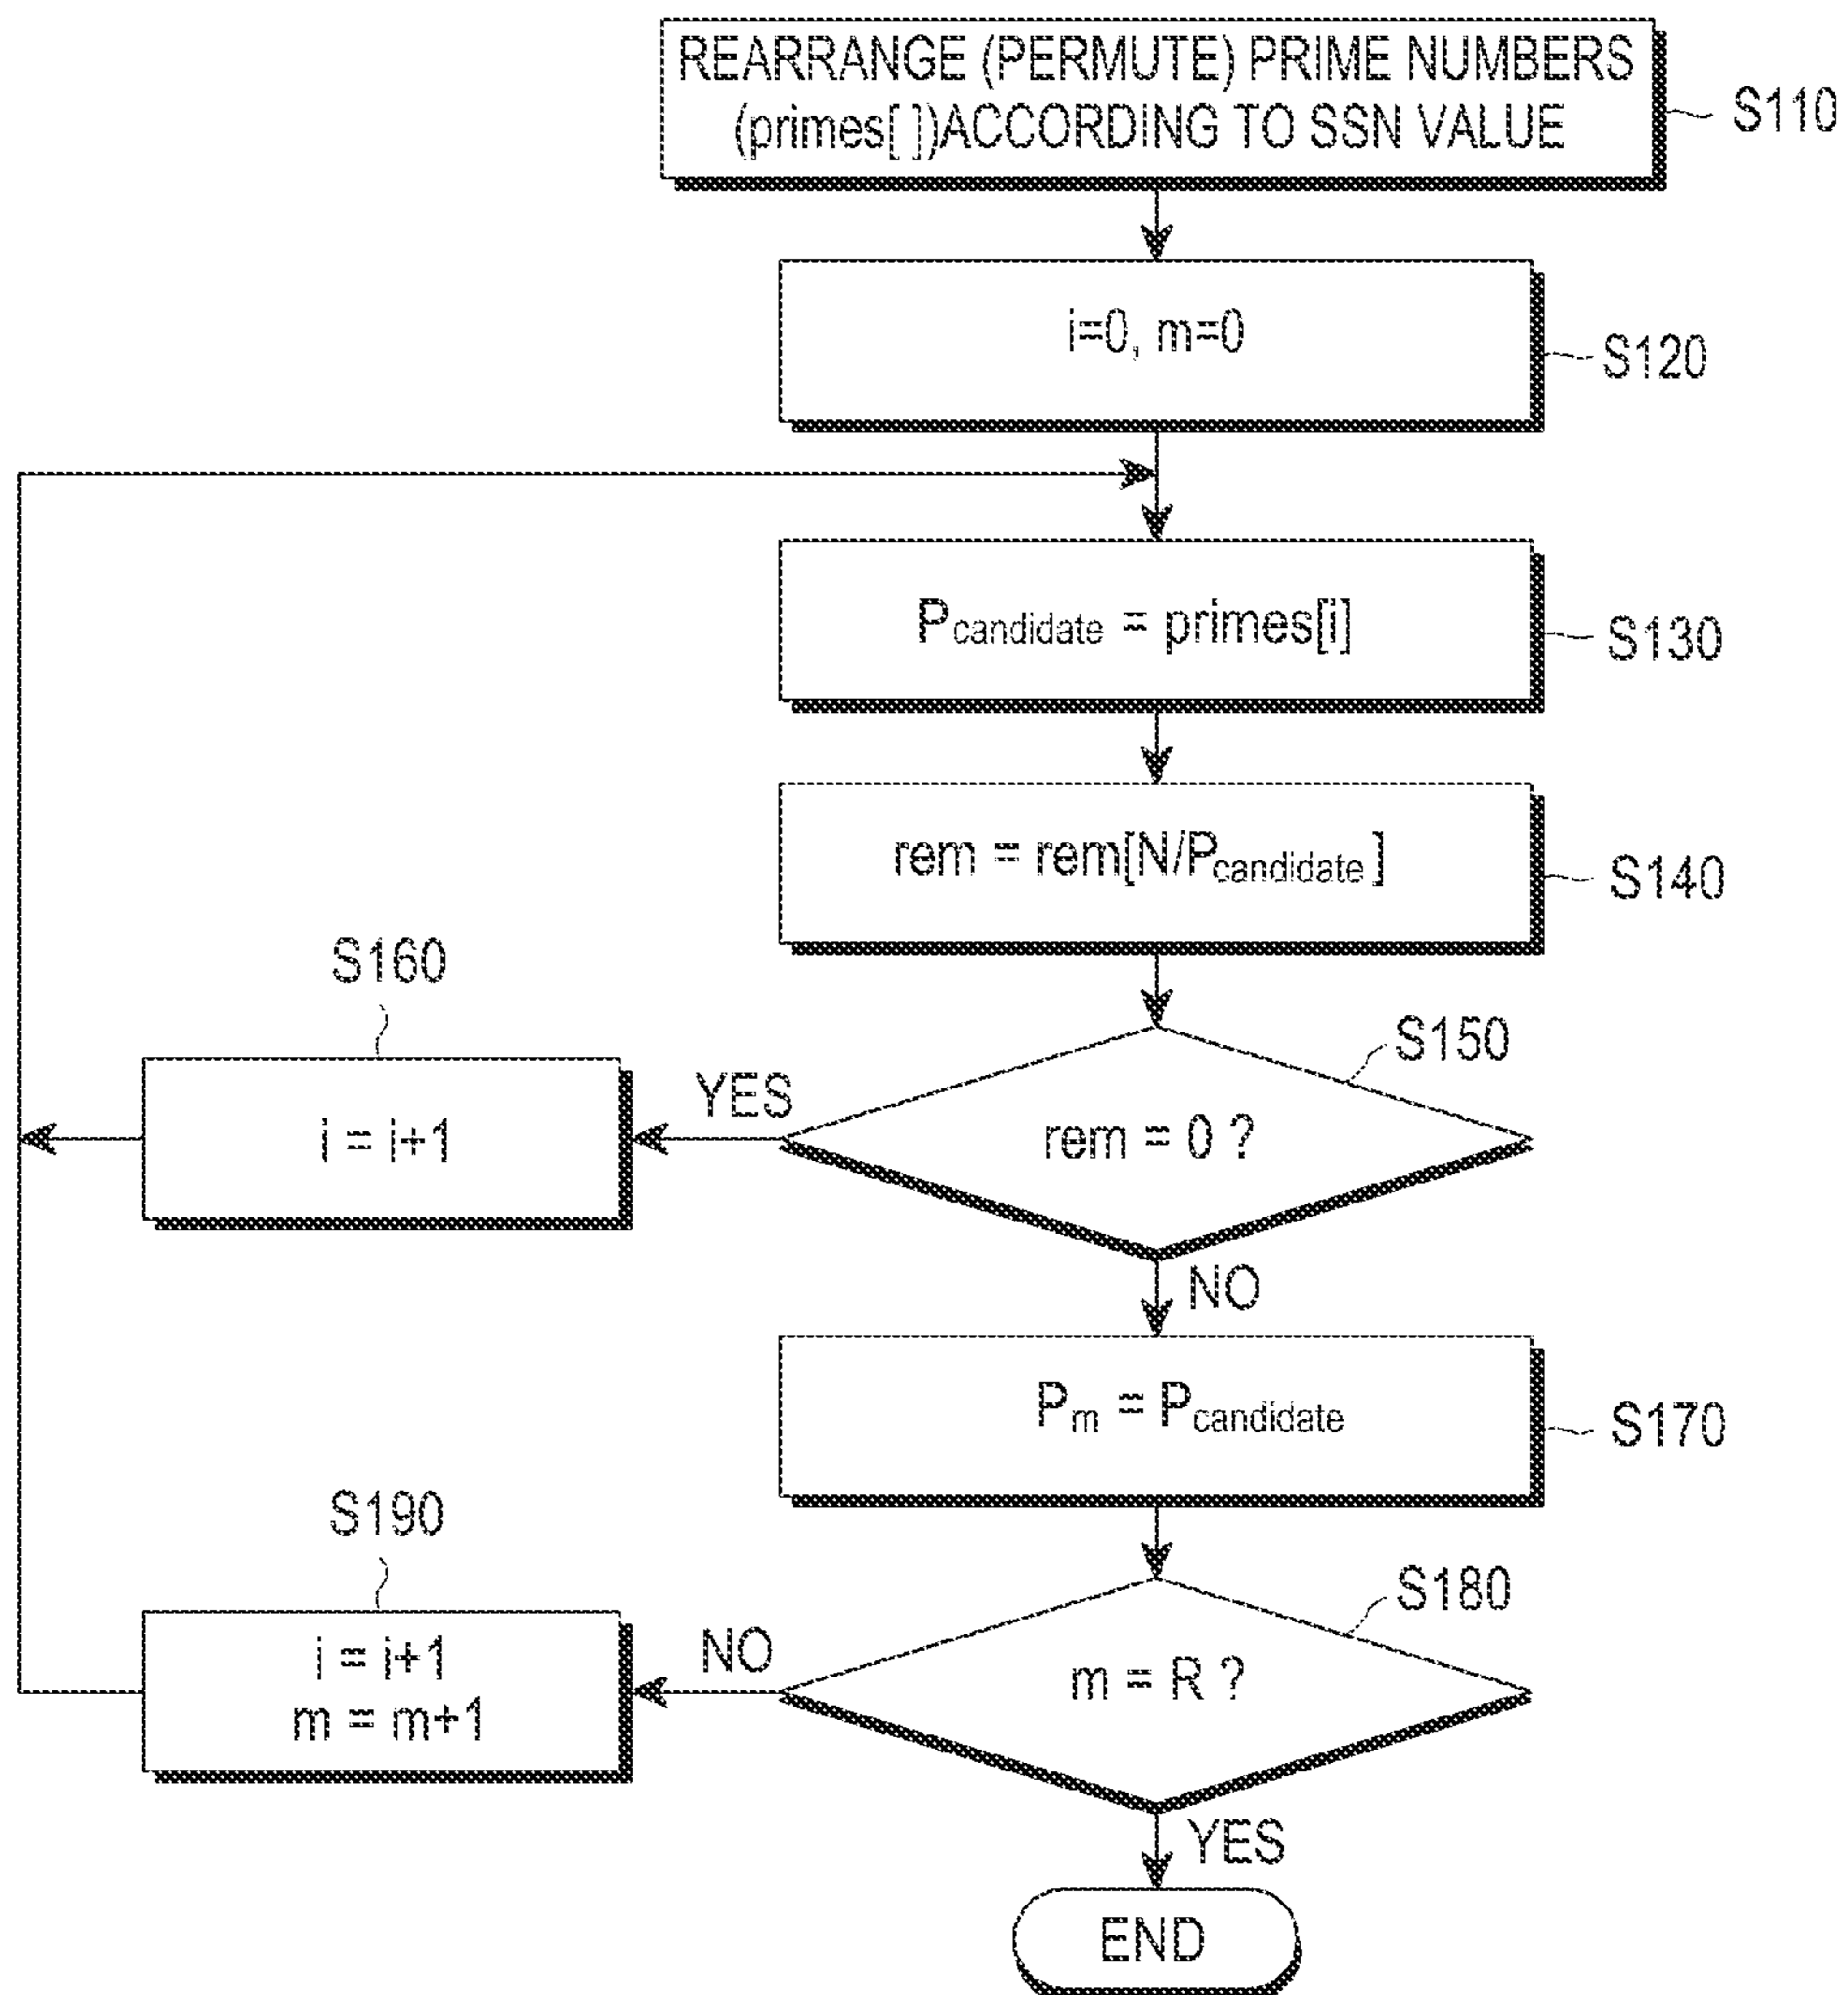 REARRANGE (PERMUTE) PRIME NUMBERS
(primes[ ])ACCORDING TO SSN VALUE
S110
i=0, m=0
S120
Pcandidate = primes[i]
S130
rem = rem[N/Pcandidate ]
S140
S160
S150
i = i+1
YES
rem = 0 ?
NO
Pm = Pcandidate
S170
S190
S180
i = i+1
m = m+1
NO
m = R ?
YES
END